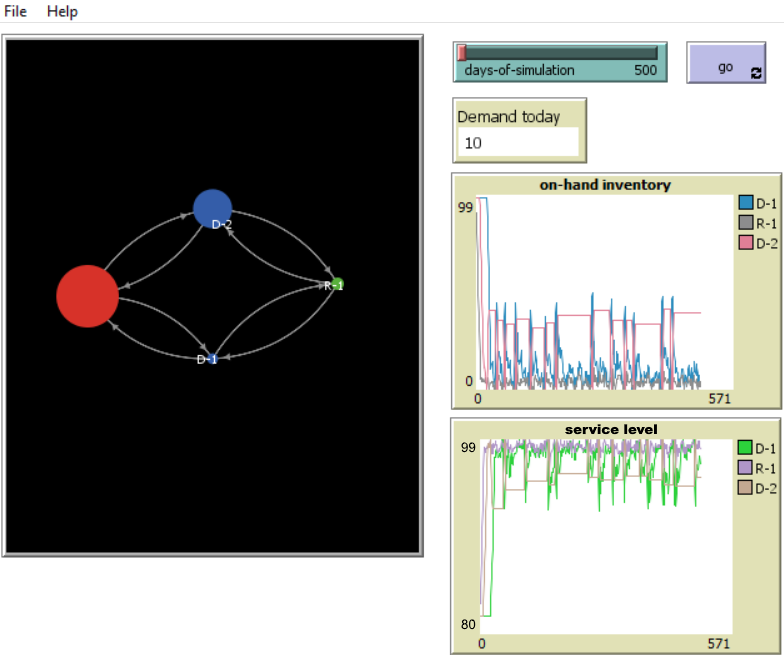 File Help
days-of-simulation 500
go
Demand today
10
D-2
R-1
D-1
on-hand inventory
99
0
0 571
D-1
R-1
D-2
service level
99
80
0 571
D-1
R-1
D-2